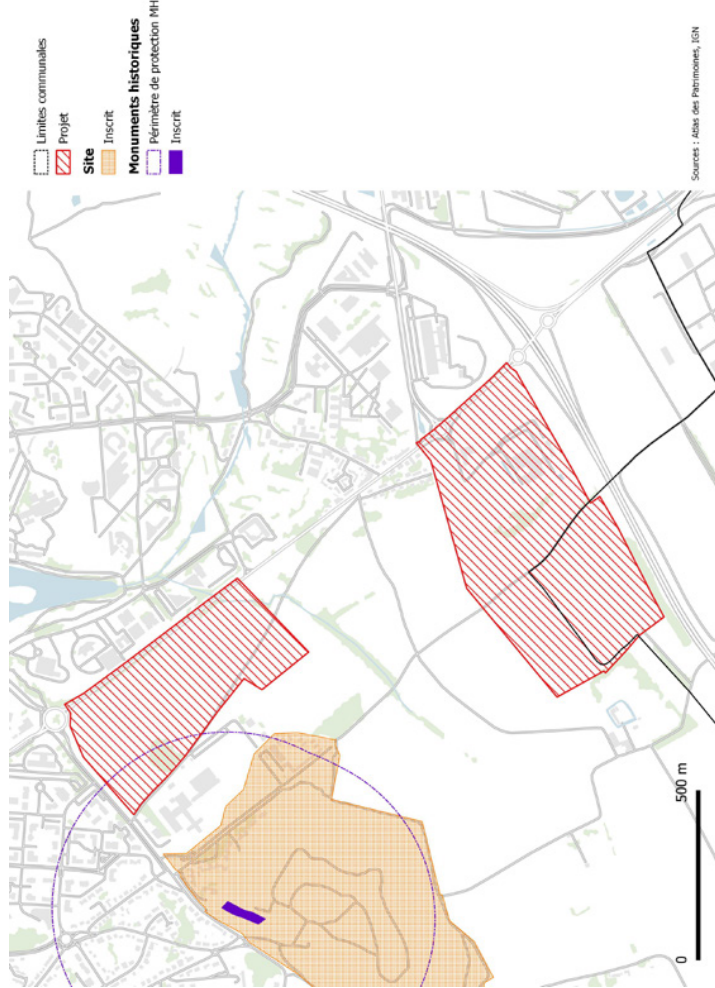 Limites communales
Projet
Site
Inscrit
Monuments historiques
Périmètre de protection MH
Inscrit
Sources : Atlas des Patrimoines, IGN
0 500 m